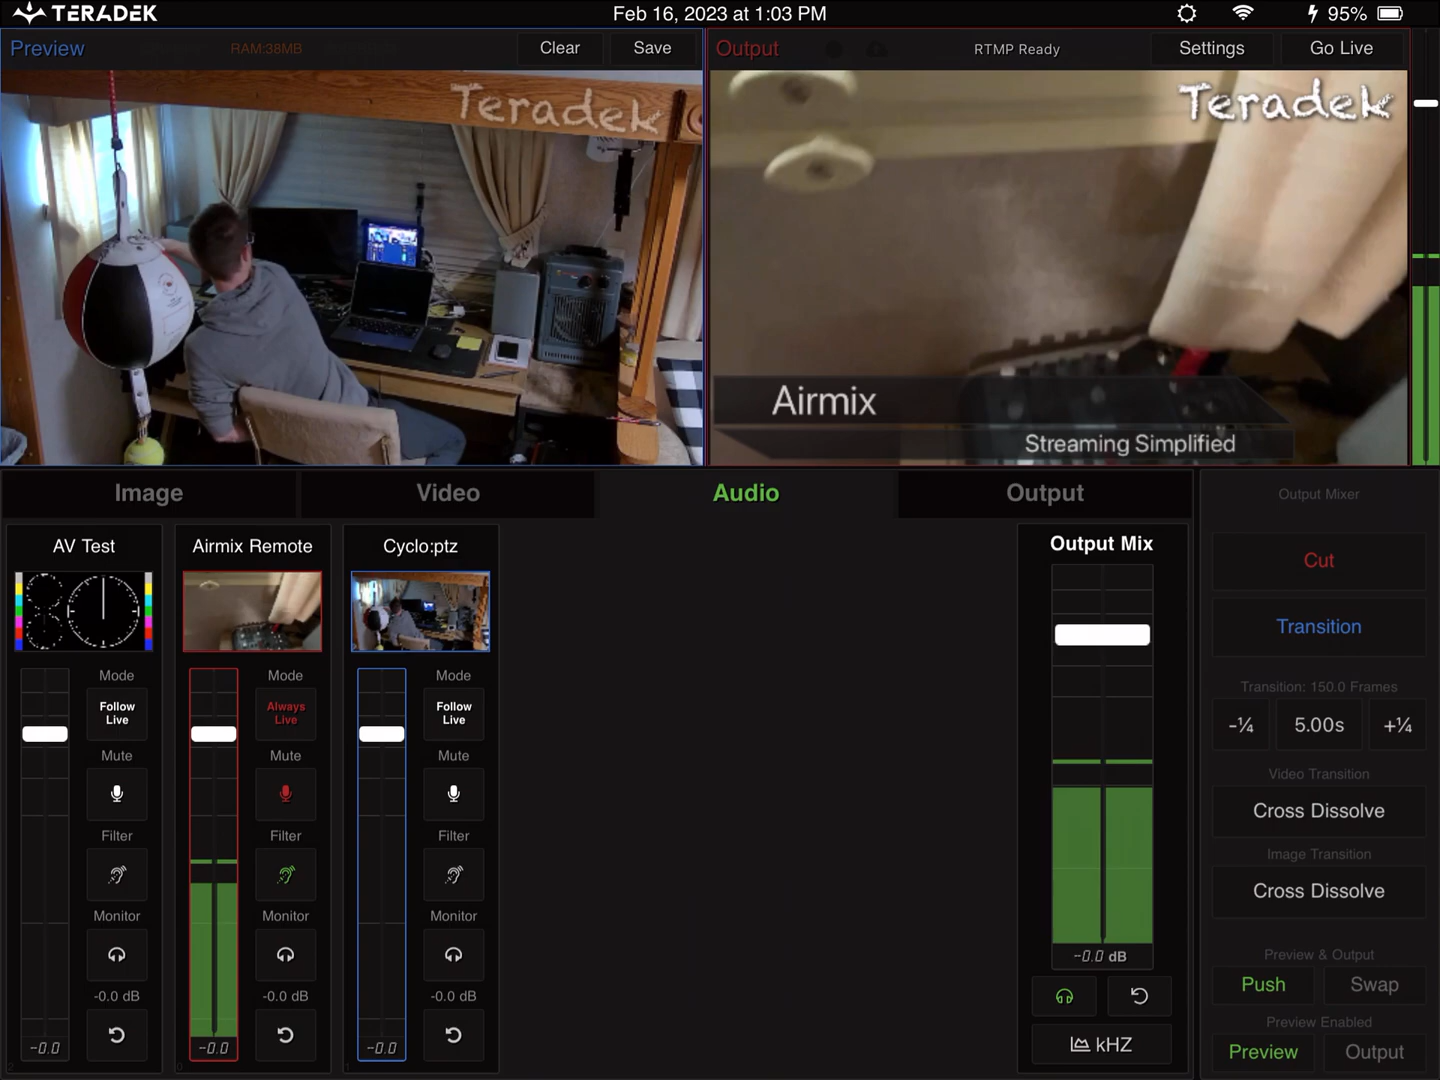 TERADEK
Feb 16, 2023 at 1:03 PM
95%
Preview
RAM:38MB
Clear
Save
Output
RTMP Ready
Settings
Go Live
Teradek
Teradek
Airmix
Streaming Simplified
Image
Video
Audio
Output
Output Mixer
AV Test
Airmix Remote
Cyclo:ptz
Output Mix
Cut
Transition
Mode
Mode
Mode
Follow
Live
Always
Live
Follow
Live
Transition: 150.0 Frames
-¼
5.00s
+¼
Mute
Mute
Mute
Video Transition
Cross Dissolve
Filter
Filter
Filter
Image Transition
Cross Dissolve
Monitor
Monitor
Monitor
-0.0 dB
Preview & Output
Push
Swap
-0.0 dB
-0.0 dB
-0.0 dB
Preview Enabled
-0.0
-0.0
-0.0
kHZ
Preview
Output